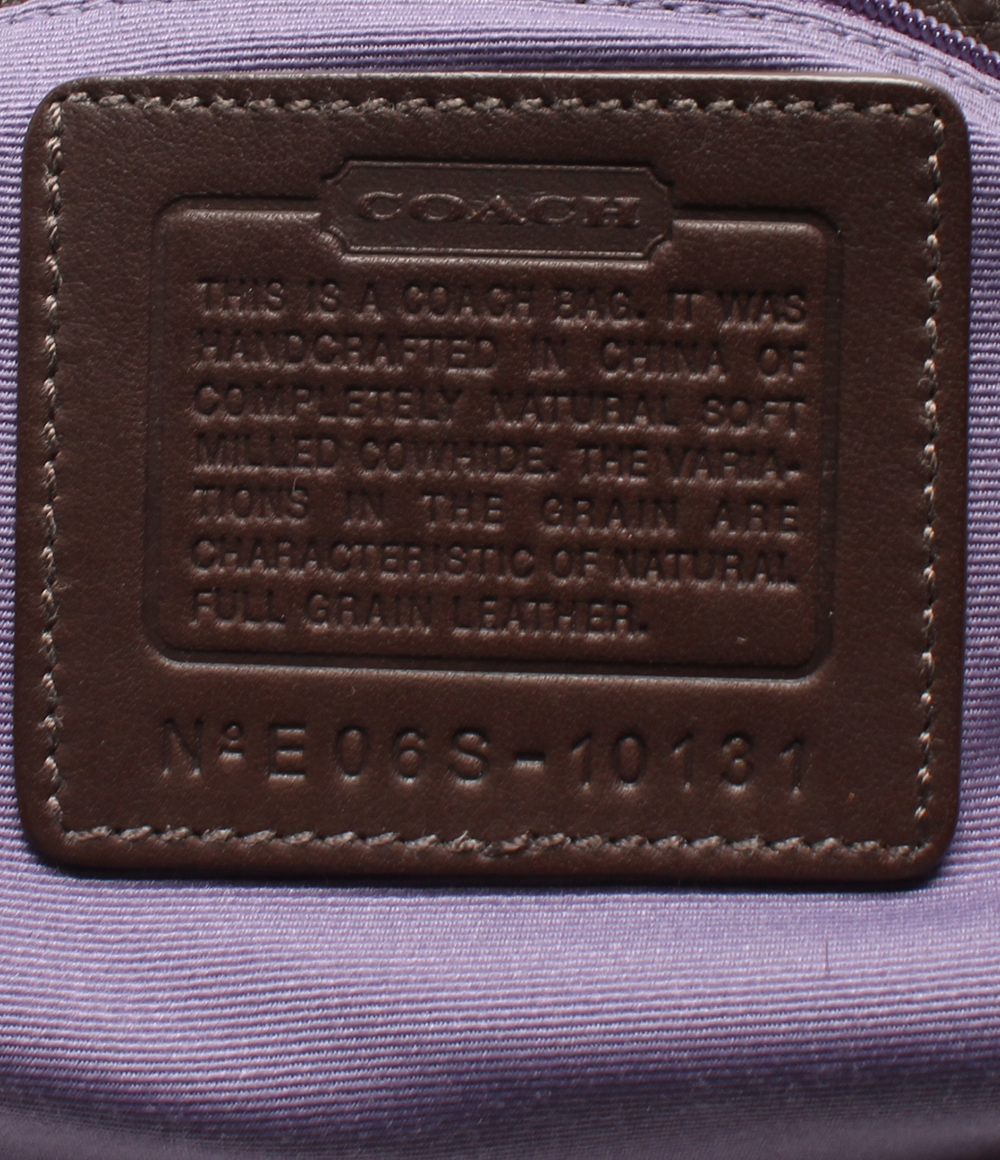 COACH
THIS IS A COACH BAG. IT WAS
HANDCRAFTED IN CHINA OF
COMPLETELY NATURAL SOFT
MILLED COWHIDE. THE VARIA-
TIONS IN THE GRAIN ARE
CHARACTERISTIC OF NATURAL
FULL GRAIN LEATHER.
Nº E06S-10131